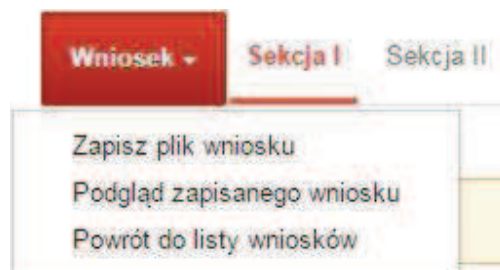 Wniosek Sekcja I Sekcja II
Zapisz plik wniosku
Podgląd zapisanego wniosku
Powrót do listy wniosków